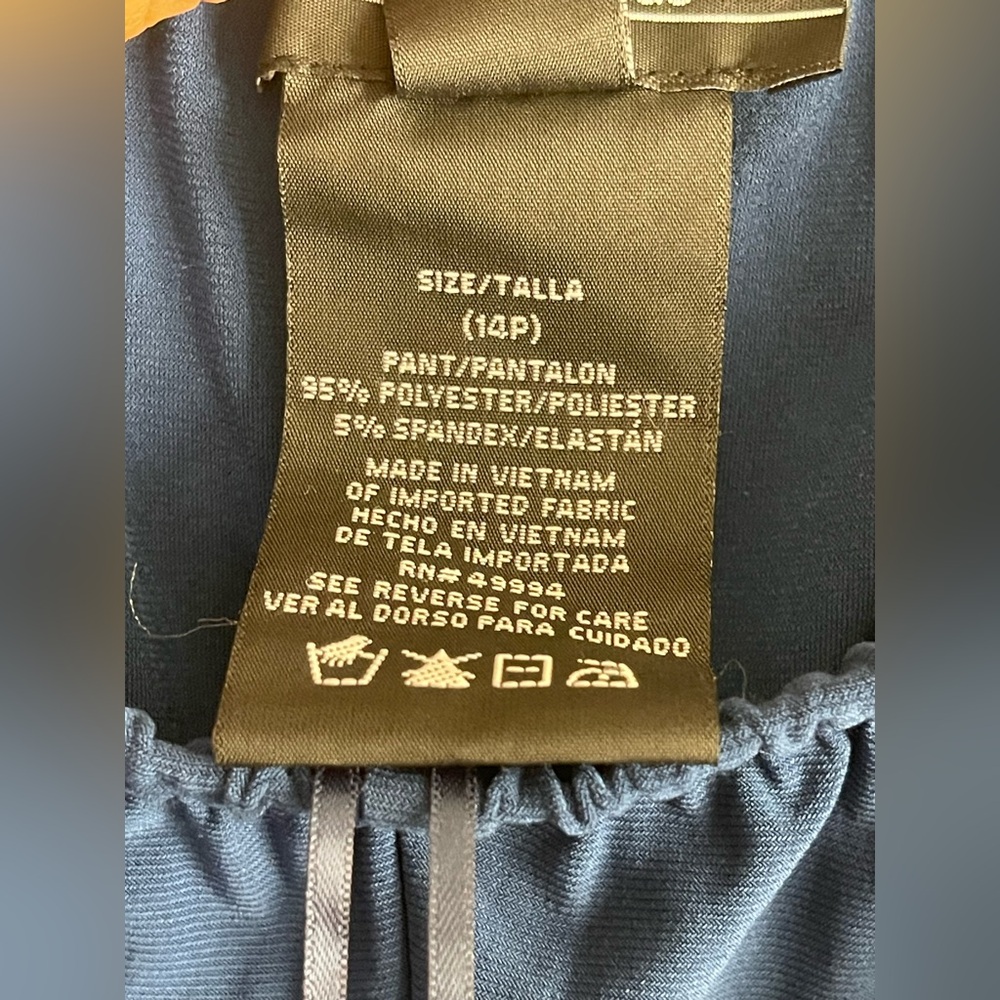 SIZE/TALLA
(14P)
PANT/PANTALON
95% POLYESTER/POLIESTER
5% SPANDEX/ELASTÁN
MADE IN VIETNAM
OF IMPORTED FABRIC
HECHO EN VIETNAM
DE TELA IMPORTADA
RN# 49994
SEE REVERSE FOR CARE
VER AL DORSO PARA CUIDADO